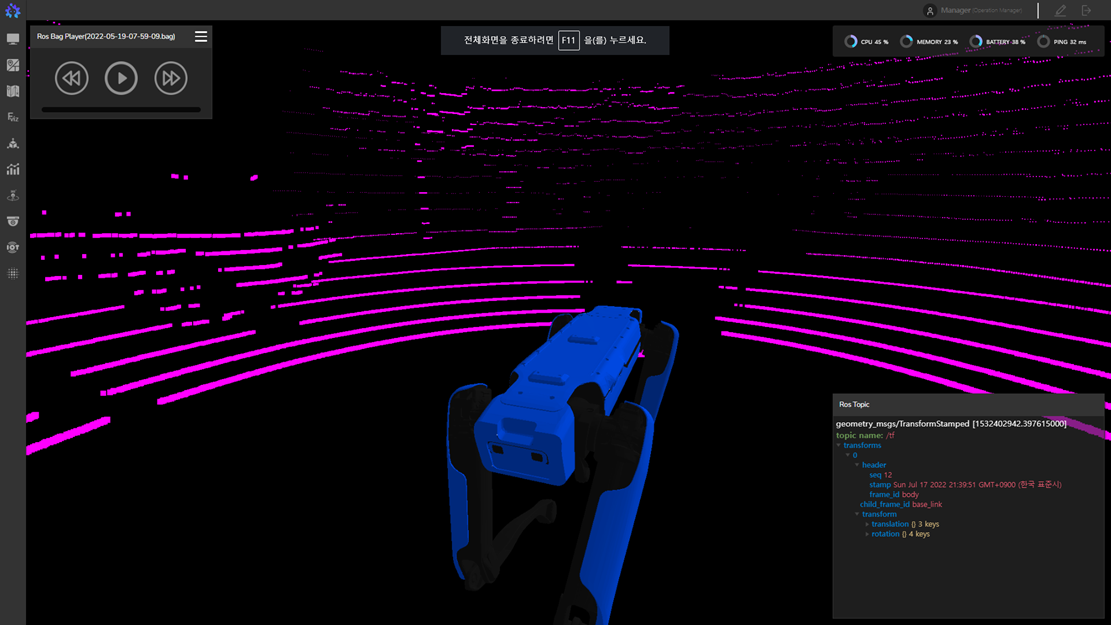 Manager (Operation Manager)
Ros Bag Player(2022-05-19-07-59-09.bag)
전체화면을 종료하려면 F11 을(를) 누르세요.
CPU 45 % MEMORY 23 % BATTERY 38 % PING 32 ms
Ros Topic
geometry_msgs/TransformStamped [1532402942.397615000]
topic name: /tf
transforms
0
header
seq 12
stamp Sun Jul 17 2022 21:39:51 GMT+0900 (한국 표준시)
frame_id body
child_frame_id base_link
transform
translation {} 3 keys
rotation {} 4 keys